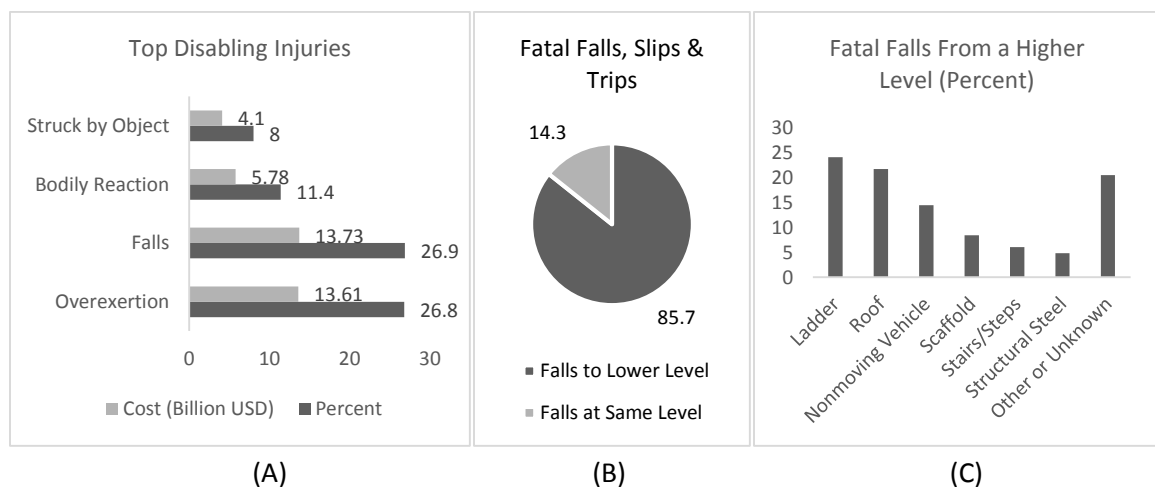 Top Disabling Injuries
Struck by Object
4.1
8
Bodily Reaction
5.78
11.4
Falls
13.73
26.9
Overexertion
13.61
26.8
0 10 20 30
Cost (Billion USD) Percent
(A)
Fatal Falls, Slips &
Trips
14.3
85.7
Falls to Lower Level
Falls at Same Level
(B)
Fatal Falls From a Higher
Level (Percent)
30
25
20
15
10
5
0
Ladder
Roof
Nonmoving Vehicle
Scaffold
Stairs/Steps
Structural Steel
Other or Unknown
(C)